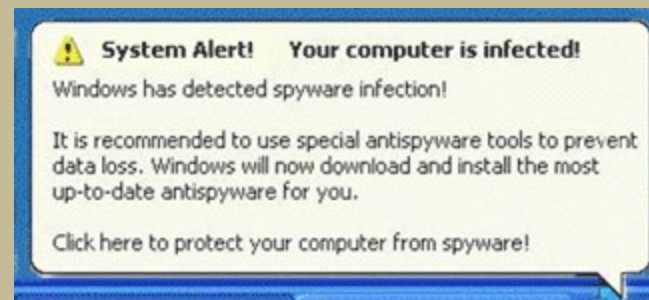 System Alert! Your computer is infected!
Windows has detected spyware infection!
It is recommended to use special antispyware tools to prevent
data loss. Windows will now download and install the most
up-to-date antispyware for you.
Click here to protect your computer from spyware!